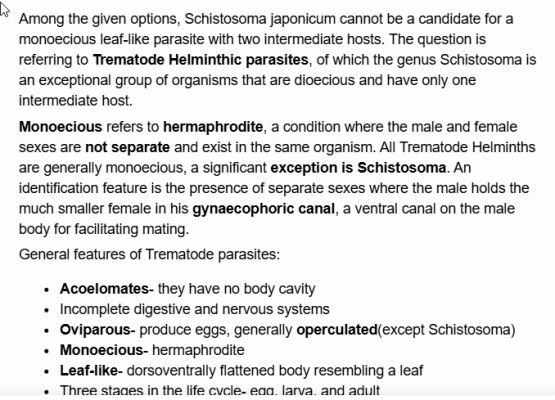 Among the given options, Schistosoma japonicum cannot be a candidate for a
monoecious leaf-like parasite with two intermediate hosts. The question is
referring to Trematode Helminthic parasites, of which the genus Schistosoma is
an exceptional group of organisms that are dioecious and have only one
intermediate host.
Monoecious refers to hermaphrodite, a condition where the male and female
sexes are not separate and exist in the same organism. All Trematode Helminths
are generally monoecious, a significant exception is Schistosoma. An
identification feature is the presence of separate sexes where the male holds the
much smaller female in his gynaecophoric canal, a ventral canal on the male
body for facilitating mating.
General features of Trematode parasites:
• Acoelomates- they have no body cavity
• Incomplete digestive and nervous systems
• Oviparous- produce eggs, generally operculated(except Schistosoma)
• Monoecious- hermaphrodite
• Leaf-like- dorsoventrally flattened body resembling a leaf
• Three stages in the life cycle- egg, larva, and adult